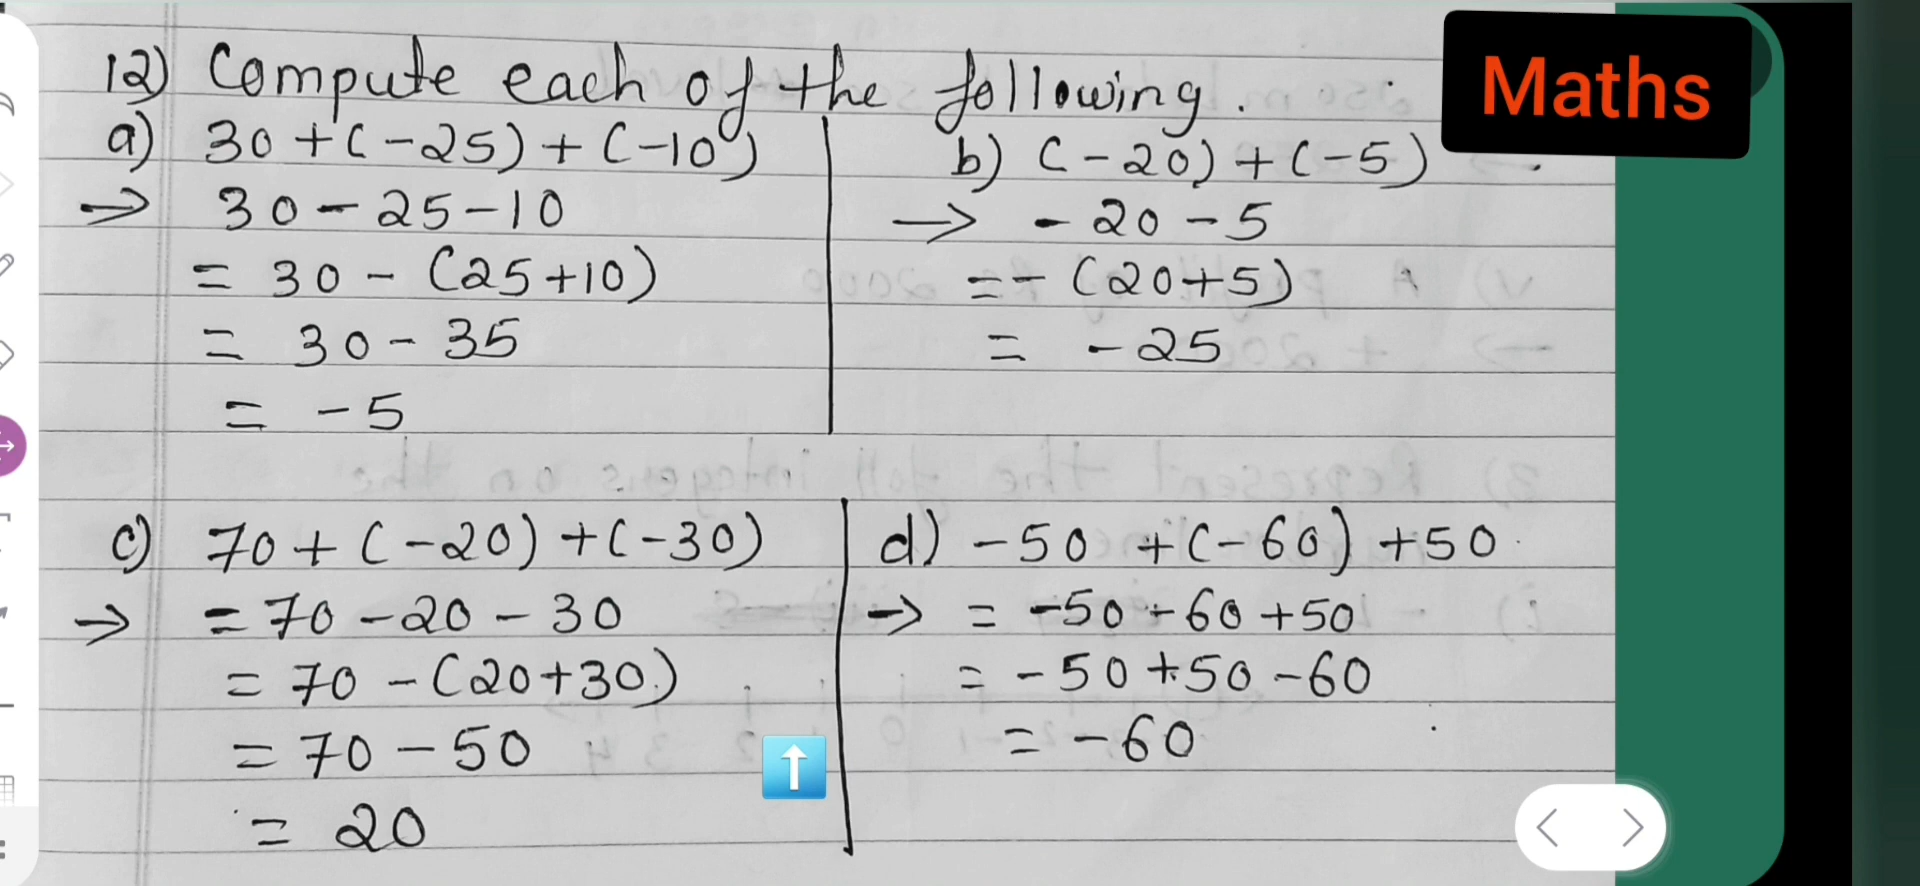 Maths
12) Compute each of the following.
a) 30 + (-25) + (-10)
→ 30 - 25 - 10
= 30 - (25+10)
= 30 - 35
= -5
b) (-20) + (-5)
→ - 20 - 5
= - (20+5)
= -25
c) 70 + (-20) + (-30)
→ = 70 - 20 - 30
= 70 - (20+30)
= 70 - 50
= 20
d) -50 + (-60) + 50
→ = -50 - 60 + 50
= -50 + 50 - 60
= -60